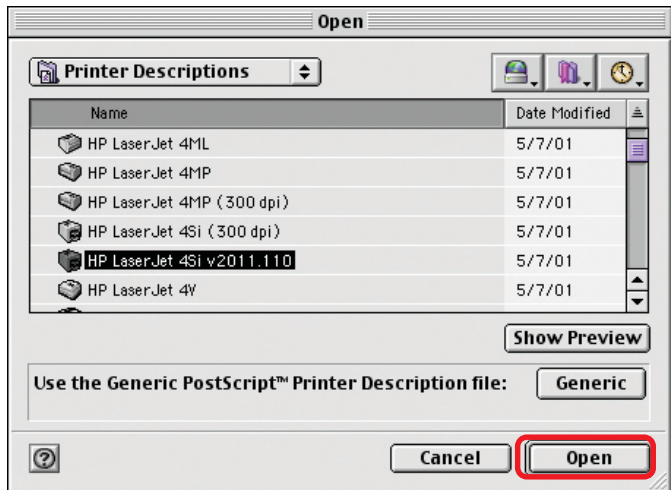 Open
Printer Descriptions
Name Date Modified
HP LaserJet 4ML 5/7/01
HP LaserJet 4MP 5/7/01
HP LaserJet 4MP (300 dpi) 5/7/01
HP LaserJet 4Si (300 dpi) 5/7/01
HP LaserJet 4Si v2011.110 5/7/01
HP LaserJet 4V 5/7/01
Show Preview
Use the Generic PostScript™ Printer Description file: Generic
? Cancel Open